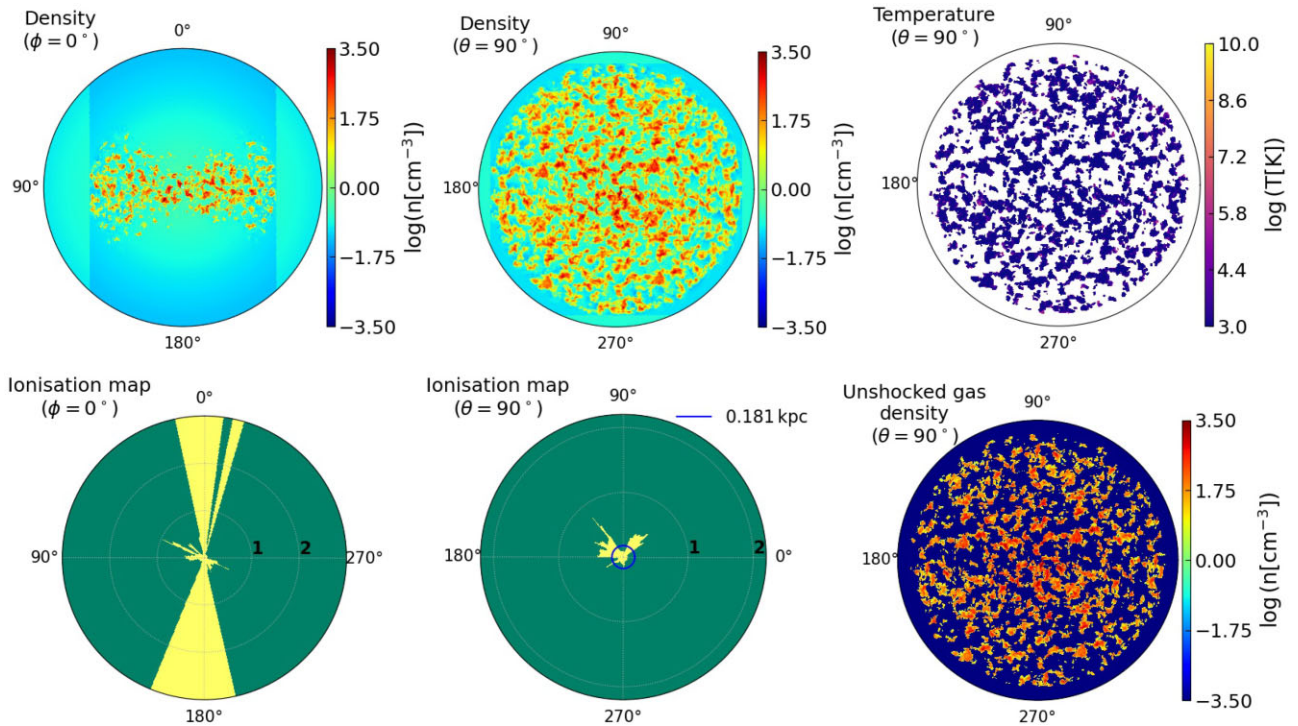 Density
(ϕ = 0°)
0°
90°
180°
3.50
1.75
0.00
−1.75
−3.50
log(n[cm⁻³])
Density
(θ = 90°)
90°
180°
270°
3.50
1.75
0.00
−1.75
−3.50
log(n[cm⁻³])
Temperature
(θ = 90°)
90°
180°
270°
10.0
8.6
7.2
5.8
4.4
3.0
log(T[K])
Ionisation map
(ϕ = 0°)
0°
90°
1
2
270°
180°
Ionisation map
(θ = 90°)
90°
0.181 kpc
180°
1
2
0°
270°
Unshocked gas
density
(θ = 90°)
90°
180°
270°
3.50
1.75
0.00
−1.75
−3.50
log(n[cm⁻³])